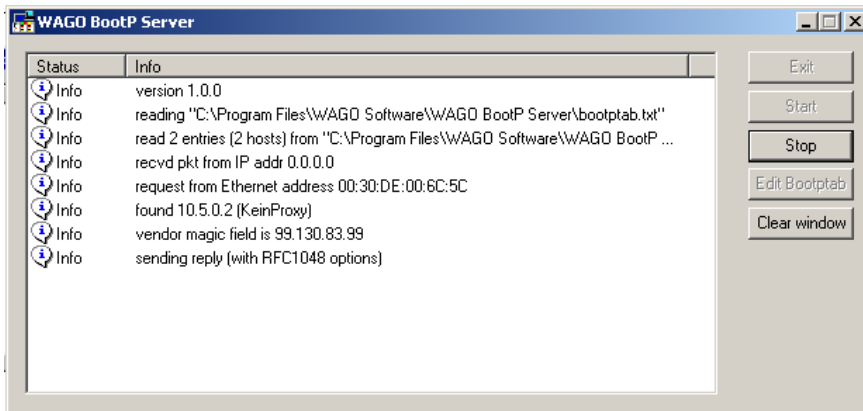 WAGO BootP Server
Status Info
Info version 1.0.0
Info reading "C:\Program Files\WAGO Software\WAGO BootP Server\bootptab.txt"
Info read 2 entries (2 hosts) from "C:\Program Files\WAGO Software\WAGO BootP ...
Info recvd pkt from IP addr 0.0.0.0
Info request from Ethernet address 00:30:DE:00:6C:5C
Info found 10.5.0.2 (KeinProxy)
Info vendor magic field is 99.130.83.99
Info sending reply (with RFC1048 options)
Exit
Start
Stop
Edit Bootptab
Clear window